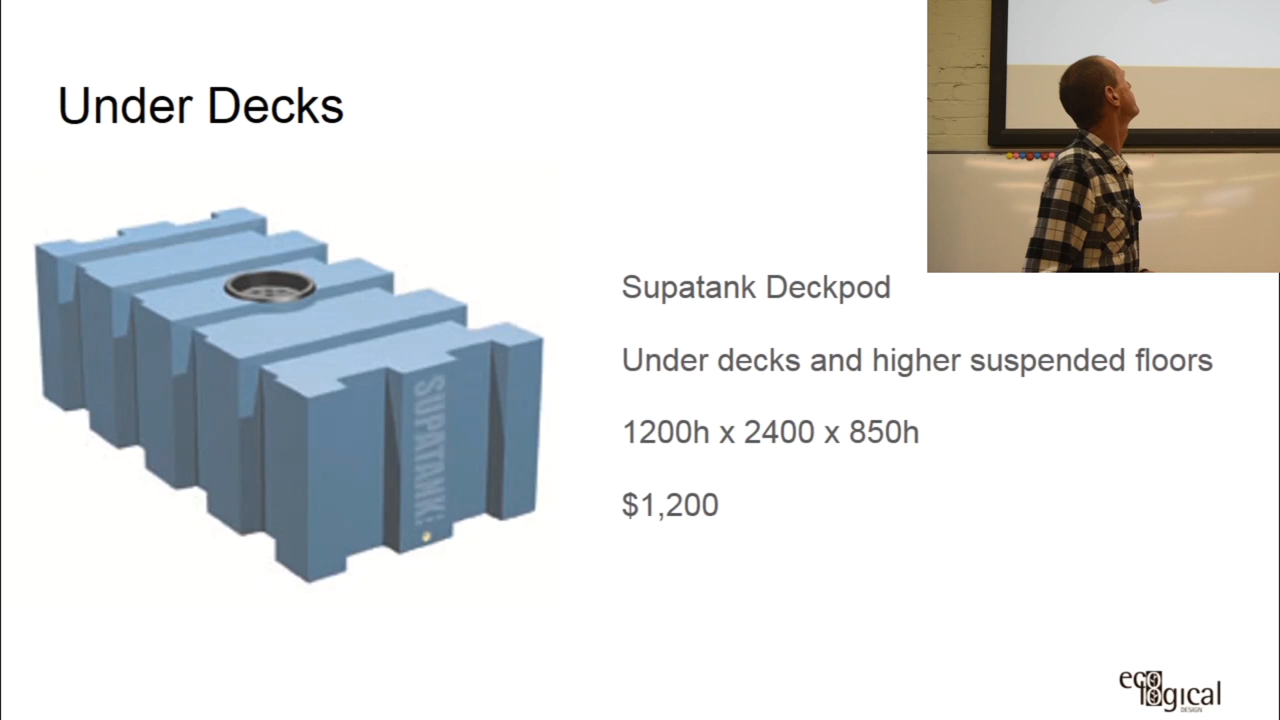 Under Decks
SUPATANK
Supatank Deckpod
Under decks and higher suspended floors
1200h x 2400 x 850h
$1,200
ecological
DESIGN